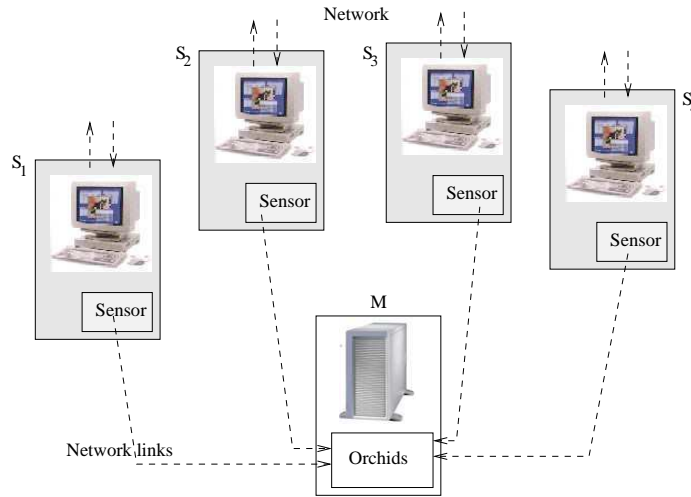 Network
S2
S3
S
S1
Sensor
Sensor
Sensor
Sensor
M
Network links
Orchids